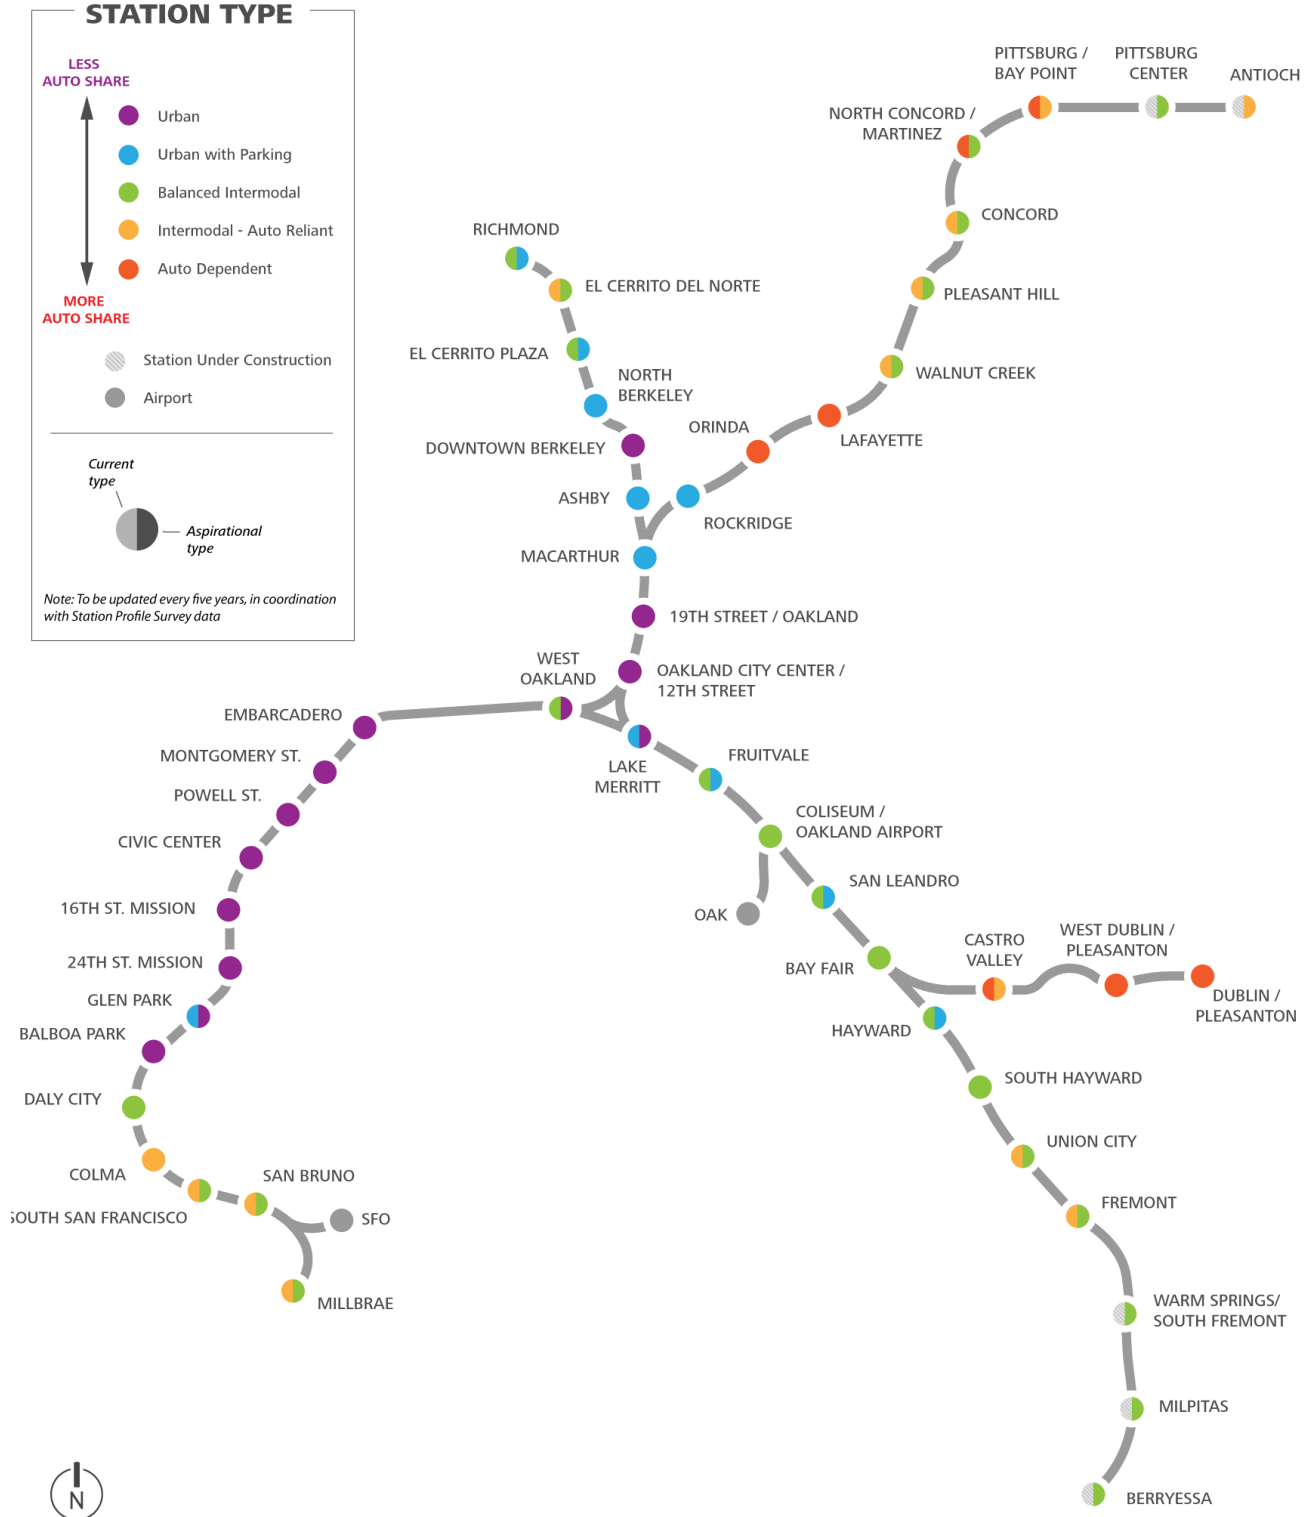 STATION TYPE
LESS
AUTO SHARE
Urban
Urban with Parking
Balanced Intermodal
Intermodal - Auto Reliant
Auto Dependent
MORE
AUTO SHARE
Station Under Construction
Airport
Current
type
Aspirational
type
Note: To be updated every five years, in coordination
with Station Profile Survey data
PITTSBURG /
BAY POINT
PITTSBURG
CENTER
ANTIOCH
NORTH CONCORD /
MARTINEZ
CONCORD
PLEASANT HILL
WALNUT CREEK
LAFAYETTE
ORINDA
ROCKRIDGE
RICHMOND
EL CERRITO DEL NORTE
EL CERRITO PLAZA
NORTH
BERKELEY
DOWNTOWN BERKELEY
ASHBY
MACARTHUR
19TH STREET / OAKLAND
OAKLAND CITY CENTER /
12TH STREET
WEST
OAKLAND
LAKE
MERRITT
EMBARCADERO
MONTGOMERY ST.
POWELL ST.
CIVIC CENTER
16TH ST. MISSION
24TH ST. MISSION
GLEN PARK
BALBOA PARK
DALY CITY
COLMA
SOUTH SAN FRANCISCO
SAN BRUNO
SFO
MILLBRAE
FRUITVALE
COLISEUM /
OAKLAND AIRPORT
OAK
SAN LEANDRO
BAY FAIR
CASTRO
VALLEY
WEST DUBLIN /
PLEASANTON
DUBLIN /
PLEASANTON
HAYWARD
SOUTH HAYWARD
UNION CITY
FREMONT
WARM SPRINGS/
SOUTH FREMONT
MILPITAS
BERRYESSA
N